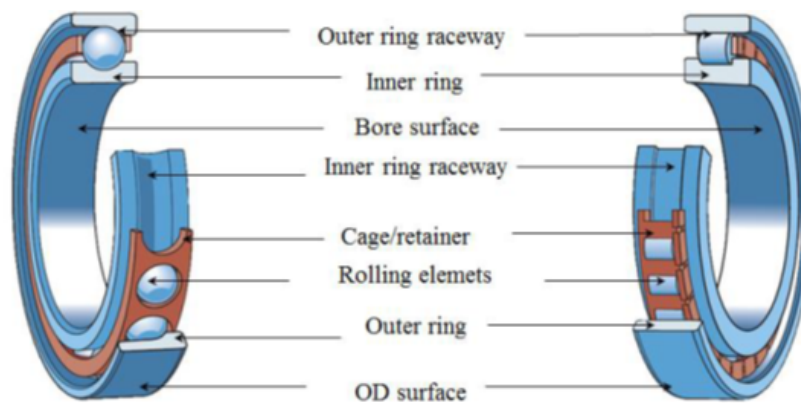 Outer ring raceway
Inner ring
Bore surface
Inner ring raceway
Cage/retainer
Rolling elemets
Outer ring
OD surface